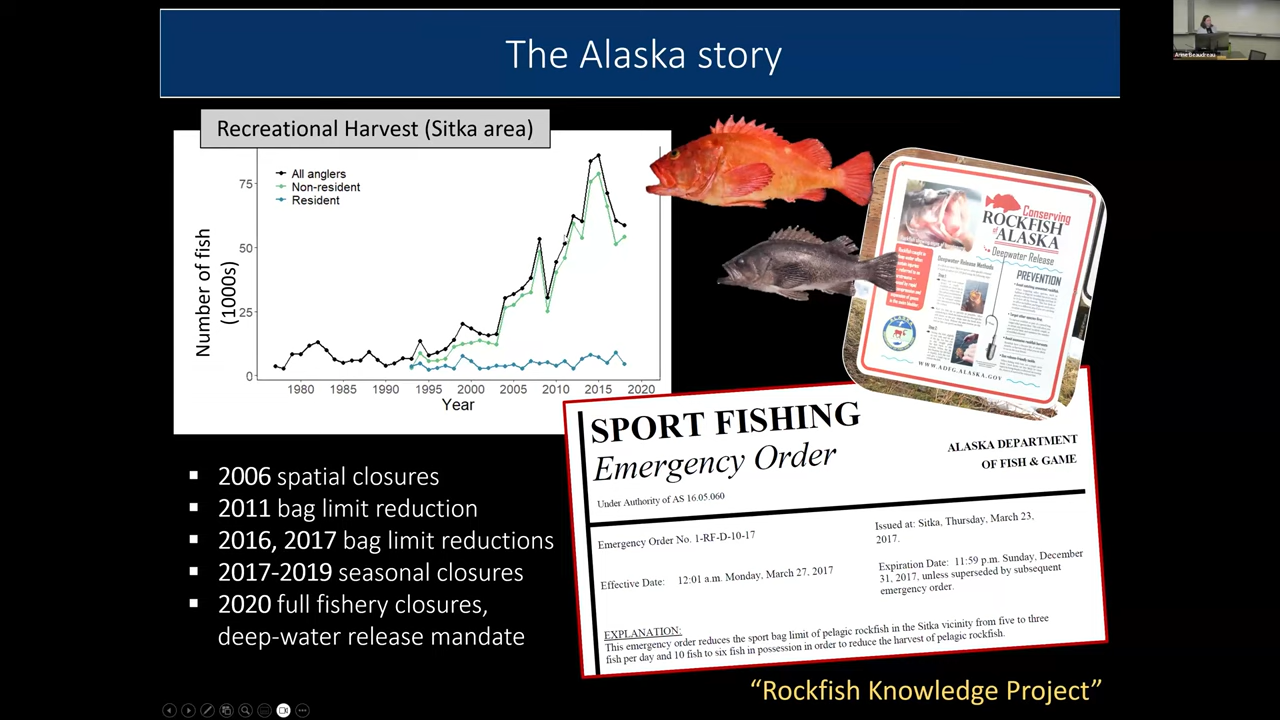 The Alaska story
Anne Beaudreau
Recreational Harvest (Sitka area)
All anglers
Non-resident
Resident
75
50
25
0
Number of fish
(1000s)
1980 1985 1990 1995 2000 2005 2010 2015 2020
Year
Conserving
ROCKFISH
of ALASKA
Deepwater Release
Deepwater Release Methods
PREVENTION
WWW.ADFG.ALASKA.GOV
2006 spatial closures
2011 bag limit reduction
2016, 2017 bag limit reductions
2017-2019 seasonal closures
2020 full fishery closures,
deep-water release mandate
SPORT FISHING
Emergency Order
ALASKA DEPARTMENT
OF FISH & GAME
Under Authority of AS 16.05.060
Emergency Order No. 1-RF-D-10-17
Issued at: Sitka, Thursday, March 23,
2017.
Effective Date: 12:01 a.m. Monday, March 27, 2017
Expiration Date: 11:59 p.m. Sunday, December
31, 2017, unless superseded by subsequent
emergency order.
EXPLANATION:
This emergency order reduces the sport bag limit of pelagic rockfish in the Sitka vicinity from five to three
fish per day and 10 fish to six fish in possession in order to reduce the harvest of pelagic rockfish.
“Rockfish Knowledge Project”